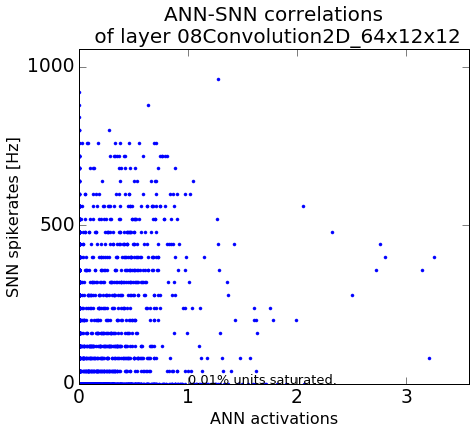 ANN-SNN correlations
of layer 08Convolution2D_64x12x12
1000
500
0
SNN spikerates [Hz]
0.01% units saturated.
0 1 2 3
ANN activations